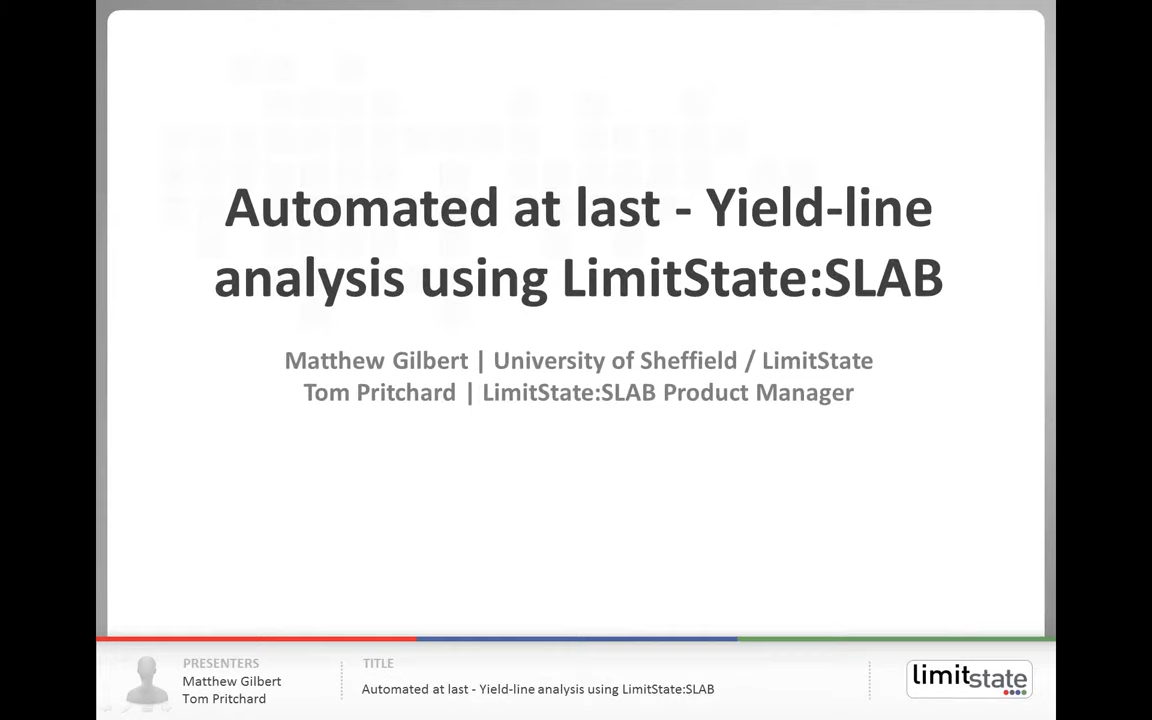 Automated at last - Yield-line
analysis using LimitState:SLAB
Matthew Gilbert | University of Sheffield / LimitState
Tom Pritchard | LimitState:SLAB Product Manager
PRESENTERS
Matthew Gilbert
Tom Pritchard
TITLE
Automated at last - Yield-line analysis using LimitState:SLAB
limitstate